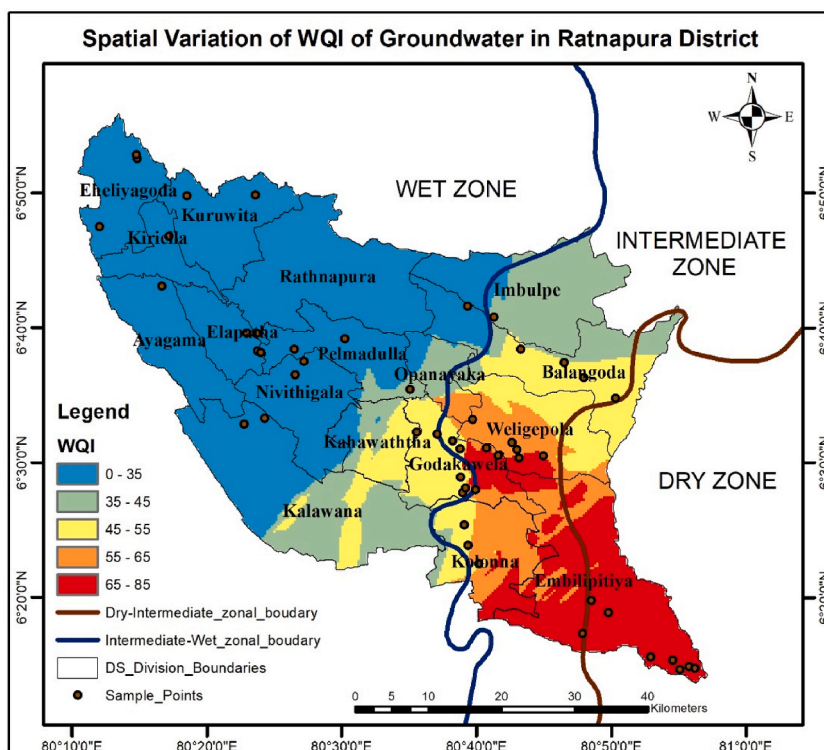 Spatial Variation of WQI of Groundwater in Ratnapura District
N
W E
S
WET ZONE
INTERMEDIATE
ZONE
DRY ZONE
Eheliyagoda
Kuruwita
Kiriella
Rathnapura
Imbulpe
Ayagama
Elapatha
Pelmadulla
Opanayaka
Balangoda
Nivithigala
Weligepola
Kahawaththa
Godakawela
Kalawana
Kolonna
Embilipitiya
6°50'0"N
6°40'0"N
6°30'0"N
6°20'0"N
6°50'0"N
6°40'0"N
6°30'0"N
6°20'0"N
Legend
WQI
0 - 35
35 - 45
45 - 55
55 - 65
65 - 85
Dry-Intermediate_zonal_boudary
Intermediate-Wet_zonal_boudary
DS_Division_Boundaries
Sample_Points
0 5 10 20 30 40
Kilometers
80°10'0"E 80°20'0"E 80°30'0"E 80°40'0"E 80°50'0"E 81°0'0"E